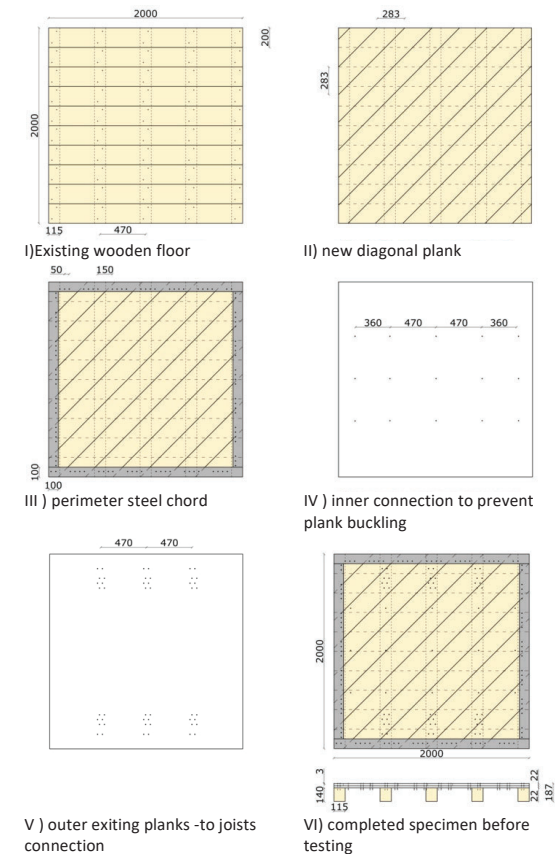 2000
200
2000
115 470
I)Existing wooden floor
283
283
II) new diagonal plank
50 150
100
100
III ) perimeter steel chord
360 470 470 360
IV ) inner connection to prevent
plank buckling
470 470
V ) outer exiting planks -to joists
connection
2000
2000
140 3
22
22
187
115
VI) completed specimen before
testing